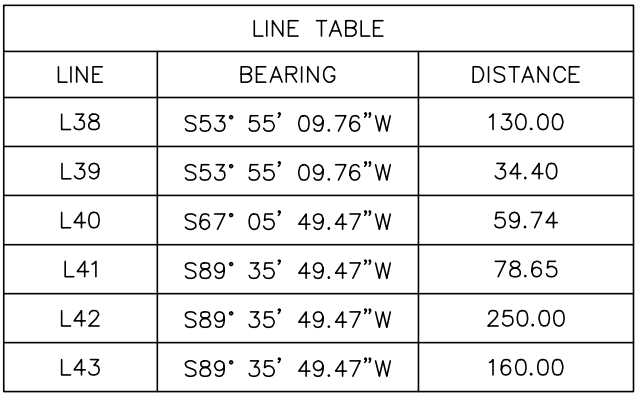 LINE TABLE
LINE BEARING DISTANCE
L38 S53° 55’ 09.76”W 130.00
L39 S53° 55’ 09.76”W 34.40
L40 S67° 05’ 49.47”W 59.74
L41 S89° 35’ 49.47”W 78.65
L42 S89° 35’ 49.47”W 250.00
L43 S89° 35’ 49.47”W 160.00